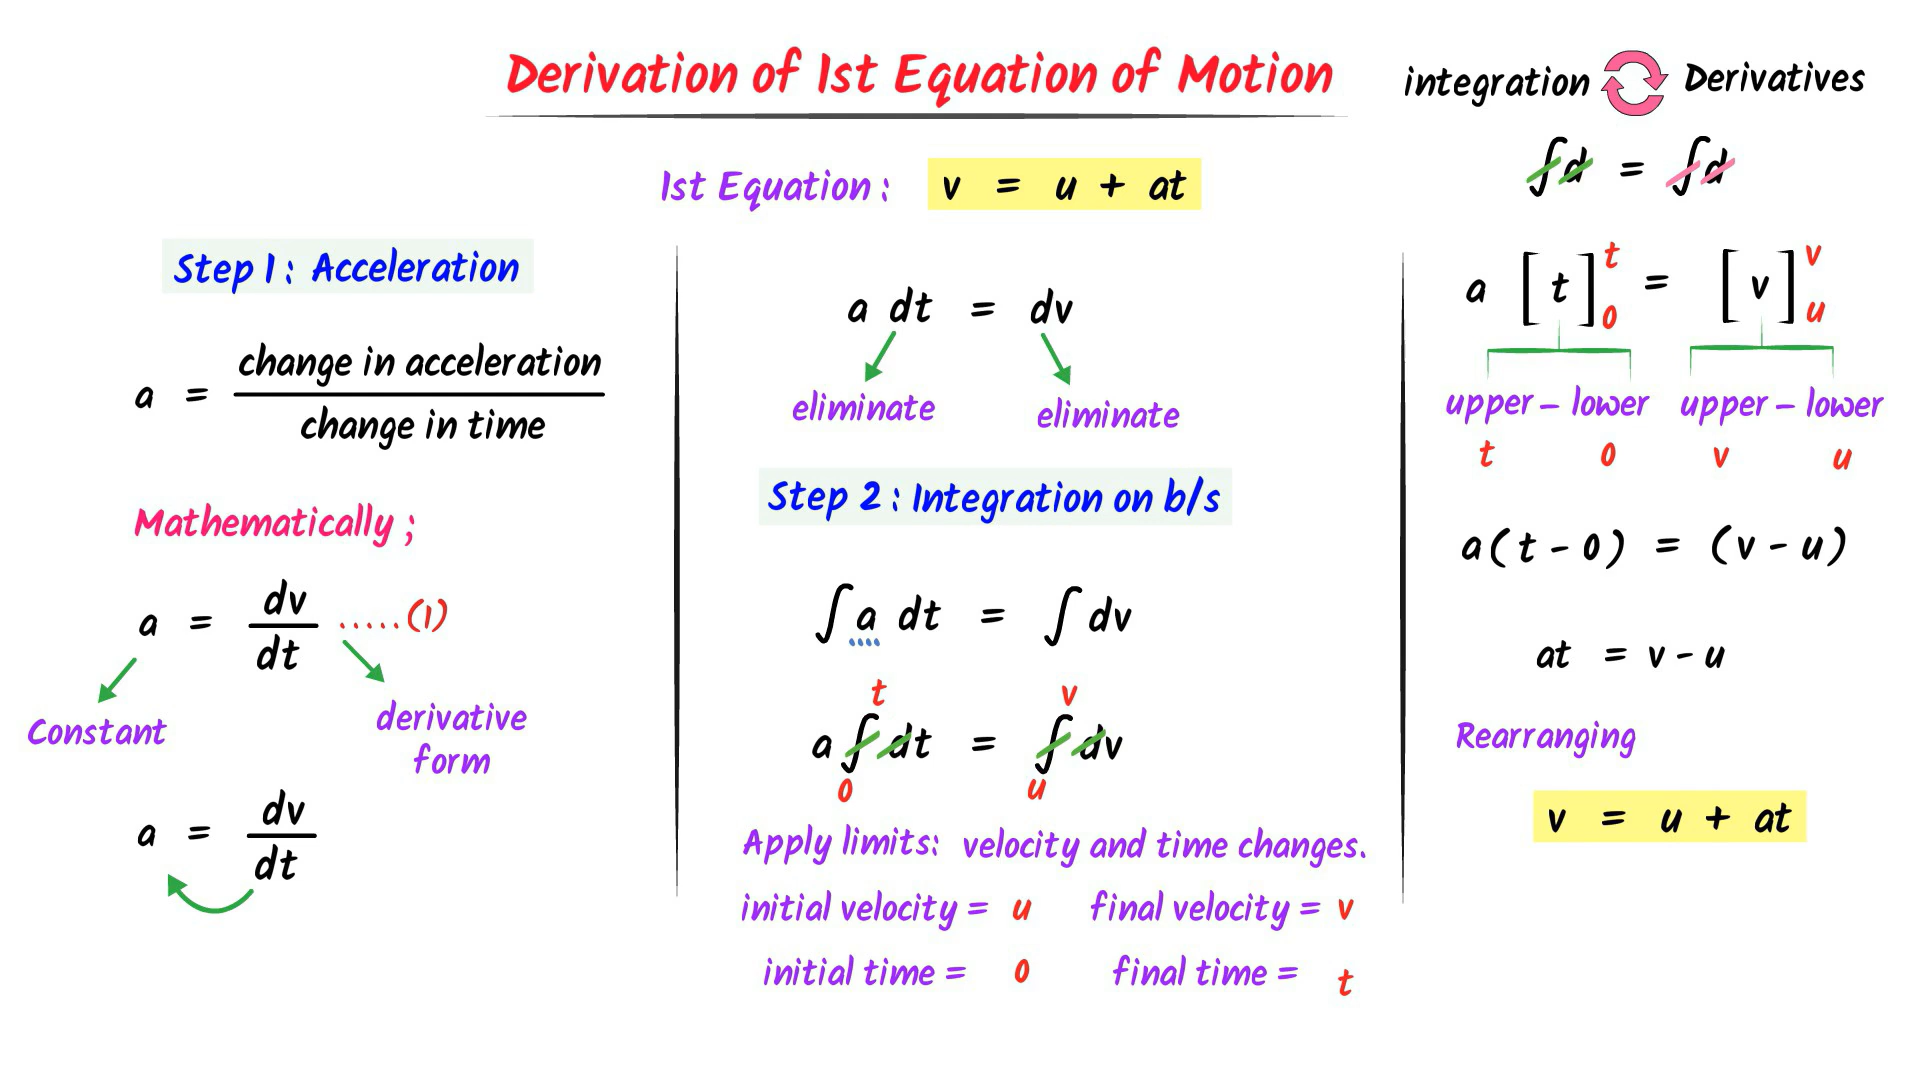 Derivation of 1st Equation of Motion
1st Equation : v = u + at
Step 1 : Acceleration
a = change in acceleration / change in time
Mathematically ;
a = dv/dt .....(1)
Constant
derivative
form
a = dv/dt
a dt = dv
eliminate eliminate
Step 2 : Integration on b/s
∫ a dt = ∫ dv
a ∫₀ᵗ dt = ∫ᵤᵛ dv
Apply limits: velocity and time changes.
initial velocity = u final velocity = v
initial time = 0 final time = t
integration Derivatives
∫d = ∫d
a [t]₀ᵗ = [v]ᵤᵛ
upper – lower upper – lower
t 0 v u
a(t - 0) = (v - u)
at = v - u
Rearranging
v = u + at